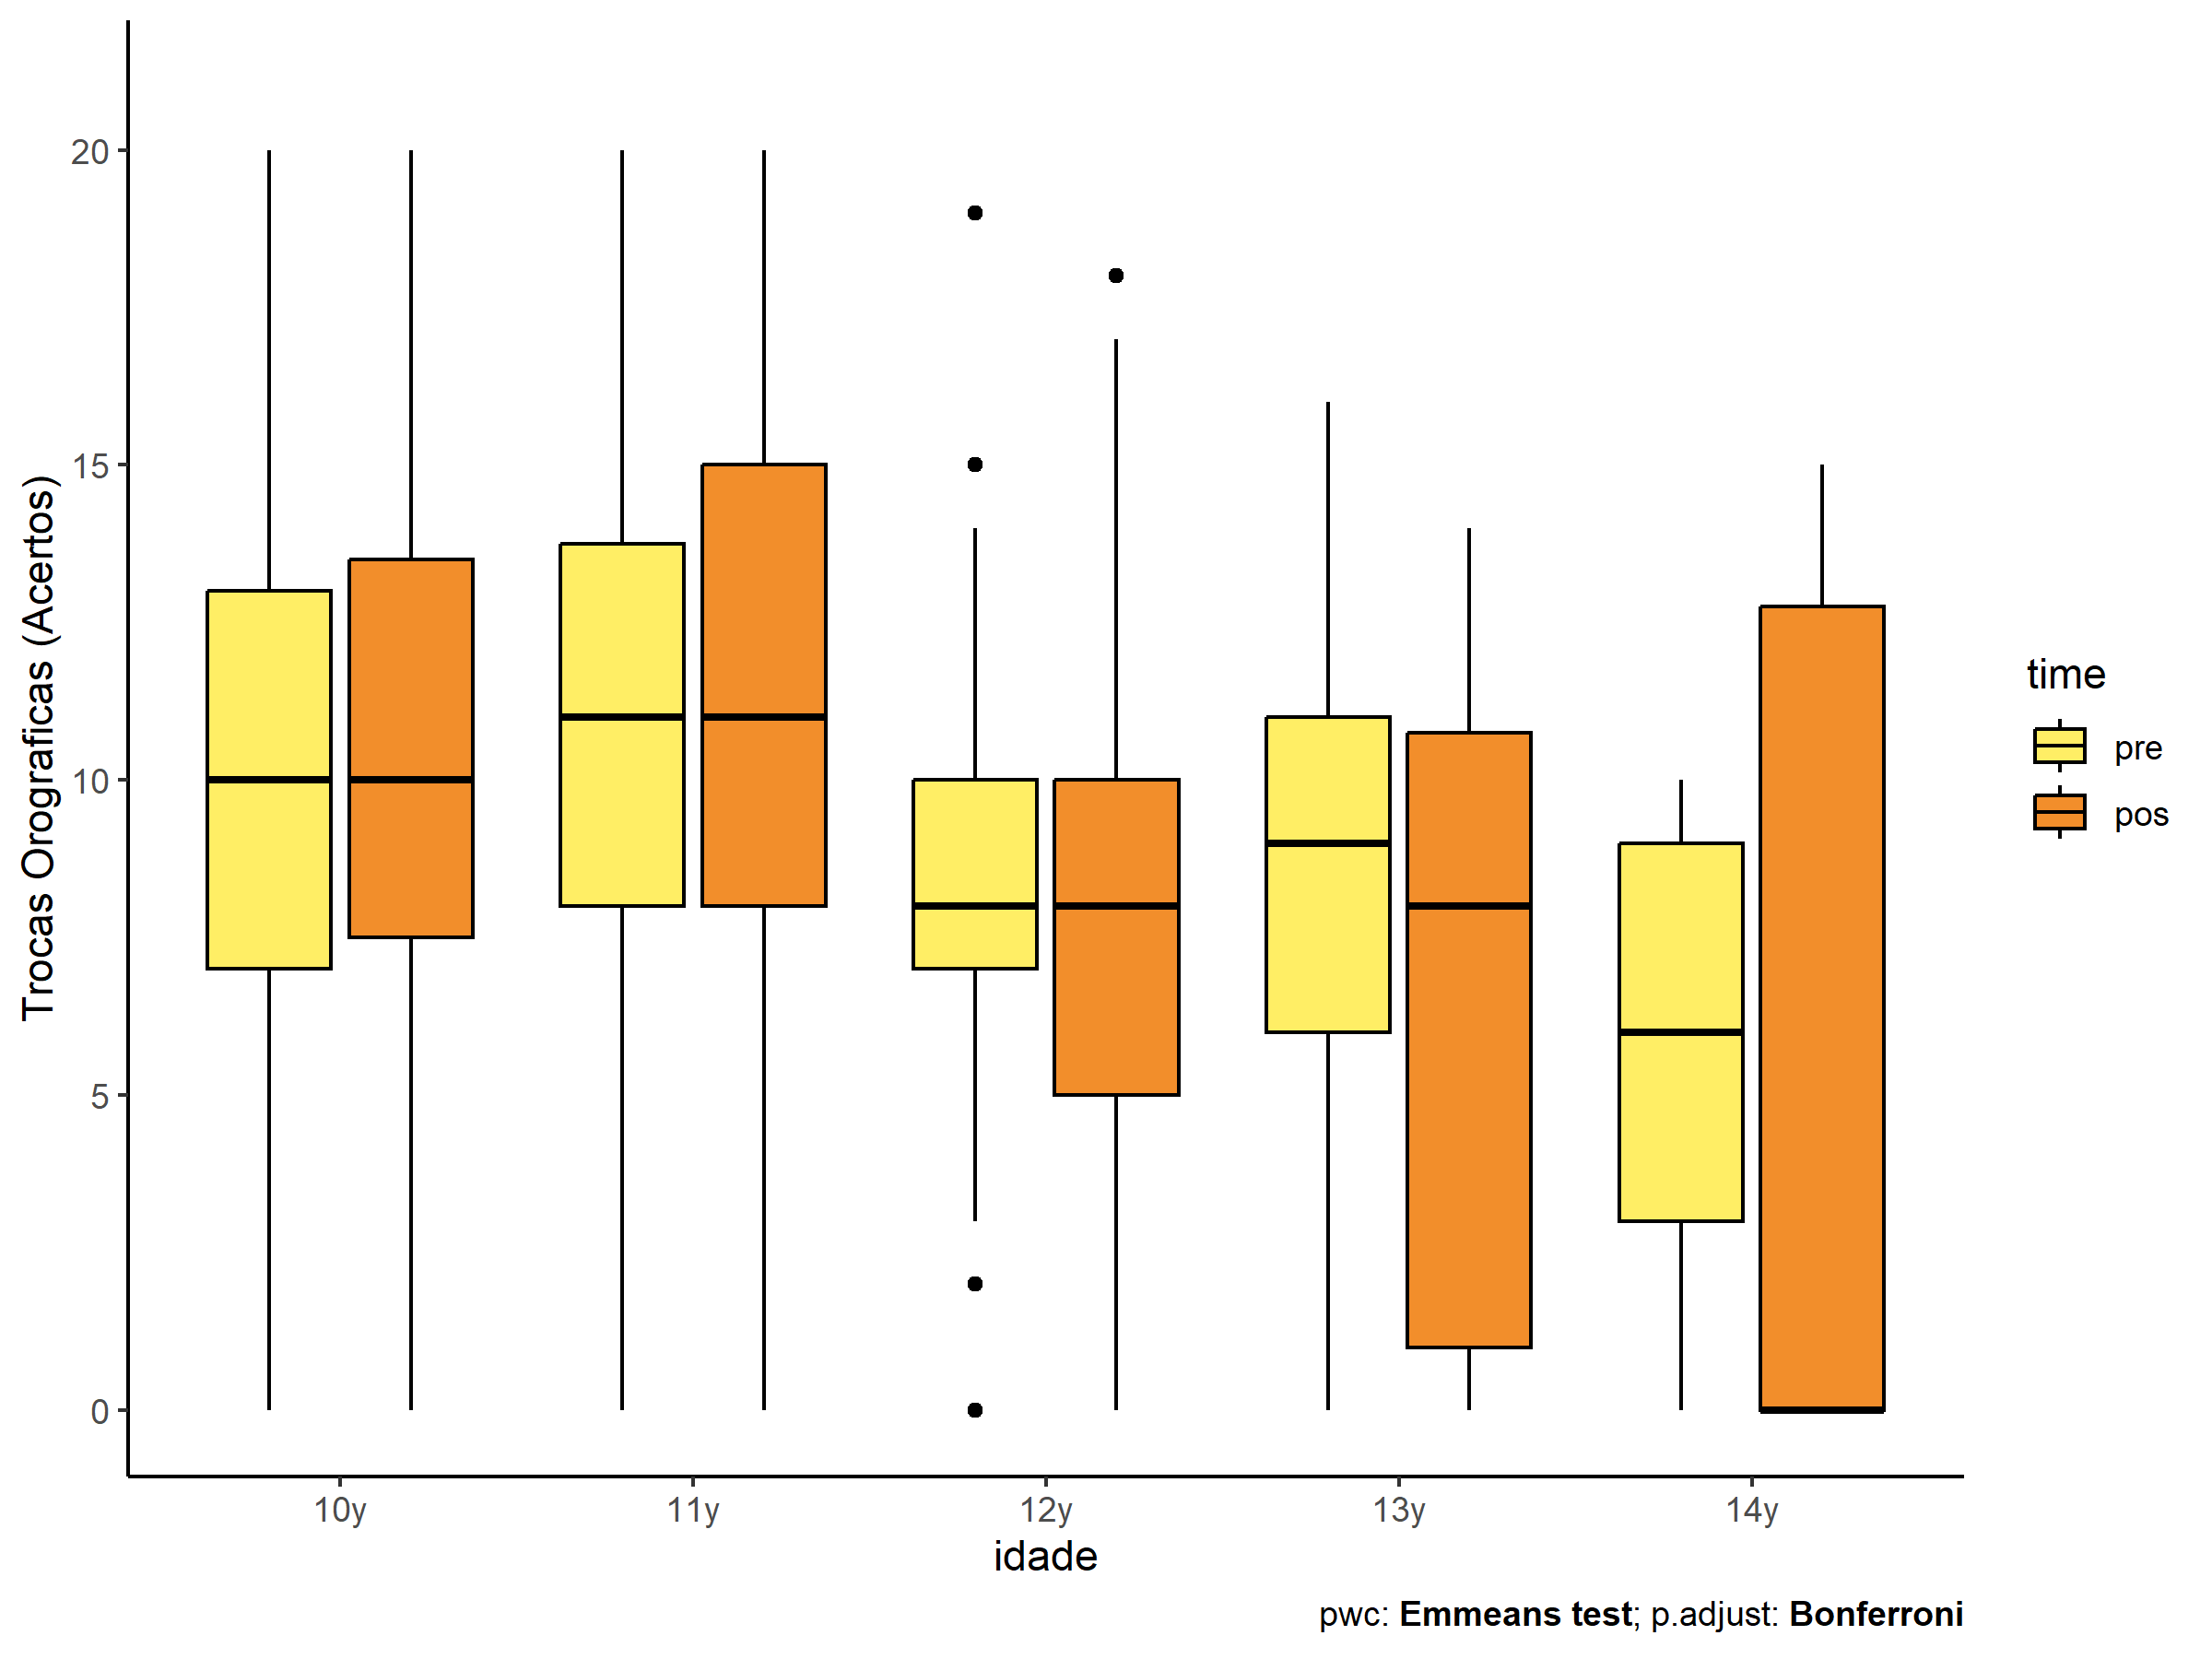 Trocas Orograficas (Acertos)
20
15
10
5
0
10y
11y
12y
13y
14y
idade
time
pre
pos
pwc: Emmeans test; p.adjust: Bonferroni